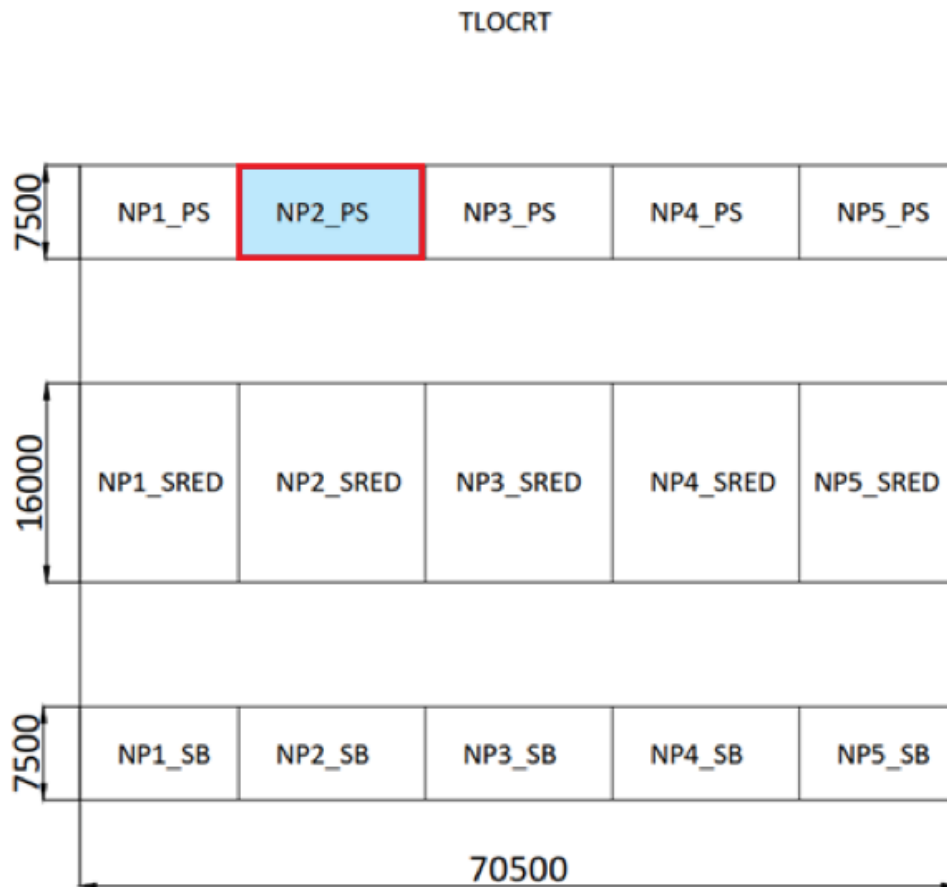 TLOCRT
7500
NP1_PS
NP2_PS
NP3_PS
NP4_PS
NP5_PS
16000
NP1_SRED
NP2_SRED
NP3_SRED
NP4_SRED
NP5_SRED
7500
NP1_SB
NP2_SB
NP3_SB
NP4_SB
NP5_SB
70500